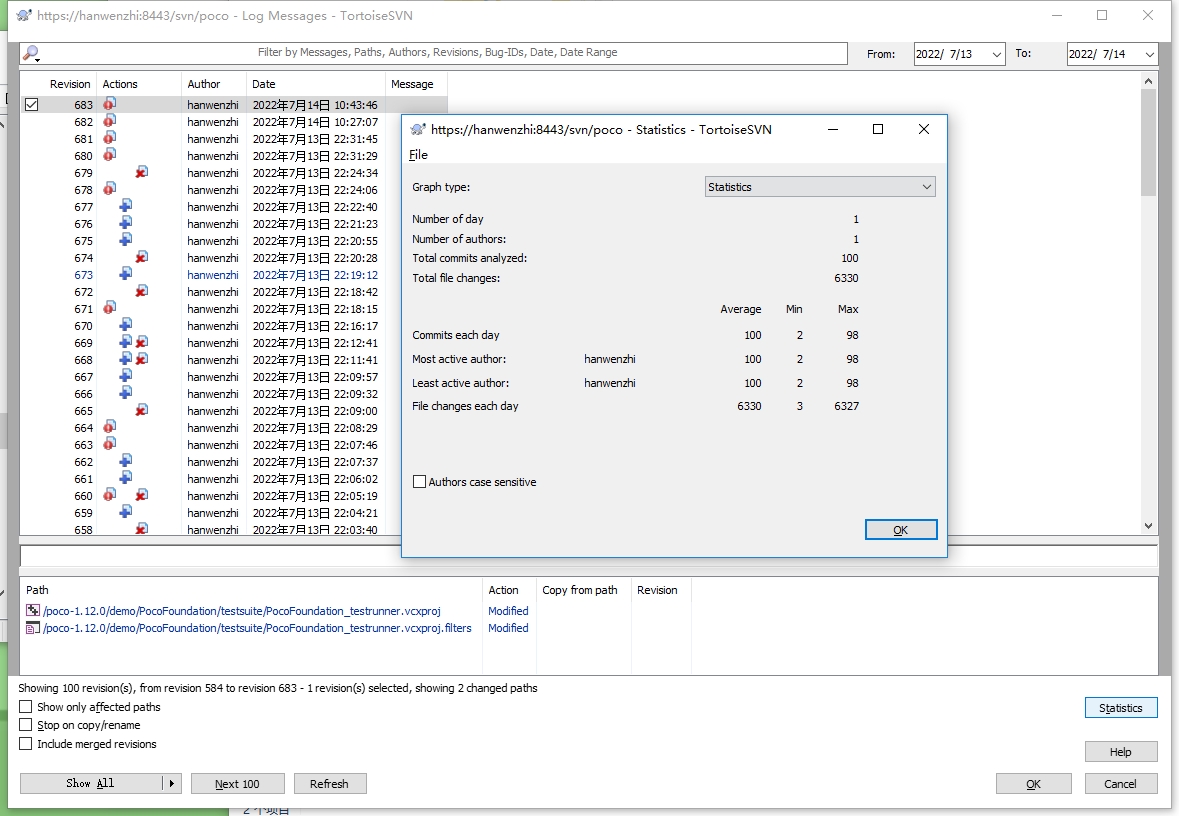 https://hanwenzhi:8443/svn/poco - Log Messages - TortoiseSVN
Filter by Messages, Paths, Authors, Revisions, Bug-IDs, Date, Date Range From: 2022/ 7/13 To: 2022/ 7/14
Revision Actions Author Date Message
683 hanwenzhi 2022年7月14日 10:43:46
682 hanwenzhi 2022年7月14日 10:27:07
681 hanwenzhi 2022年7月13日 22:31:45
680 hanwenzhi 2022年7月13日 22:31:29
679 hanwenzhi 2022年7月13日 22:24:34
678 hanwenzhi 2022年7月13日 22:24:06
677 hanwenzhi 2022年7月13日 22:22:40
676 hanwenzhi 2022年7月13日 22:21:23
675 hanwenzhi 2022年7月13日 22:20:55
674 hanwenzhi 2022年7月13日 22:20:28
673 hanwenzhi 2022年7月13日 22:19:12
672 hanwenzhi 2022年7月13日 22:18:42
671 hanwenzhi 2022年7月13日 22:18:15
670 hanwenzhi 2022年7月13日 22:16:17
669 hanwenzhi 2022年7月13日 22:12:41
668 hanwenzhi 2022年7月13日 22:11:41
667 hanwenzhi 2022年7月13日 22:09:57
666 hanwenzhi 2022年7月13日 22:09:32
665 hanwenzhi 2022年7月13日 22:09:00
664 hanwenzhi 2022年7月13日 22:08:29
663 hanwenzhi 2022年7月13日 22:07:46
662 hanwenzhi 2022年7月13日 22:07:37
661 hanwenzhi 2022年7月13日 22:06:02
660 hanwenzhi 2022年7月13日 22:05:19
659 hanwenzhi 2022年7月13日 22:04:21
658 hanwenzhi 2022年7月13日 22:03:40
https://hanwenzhi:8443/svn/poco - Statistics - TortoiseSVN
File
Graph type: Statistics
Number of day 1
Number of authors: 1
Total commits analyzed: 100
Total file changes: 6330
Average Min Max
Commits each day 100 2 98
Most active author: hanwenzhi 100 2 98
Least active author: hanwenzhi 100 2 98
File changes each day 6330 3 6327
Authors case sensitive
OK
Path Action Copy from path Revision
/poco-1.12.0/demo/PocoFoundation/testsuite/PocoFoundation_testrunner.vcxproj Modified
/poco-1.12.0/demo/PocoFoundation/testsuite/PocoFoundation_testrunner.vcxproj.filters Modified
Showing 100 revision(s), from revision 584 to revision 683 - 1 revision(s) selected, showing 2 changed paths
Show only affected paths
Stop on copy/rename
Include merged revisions
Statistics
Help
Show All Next 100 Refresh OK Cancel
2 个项目